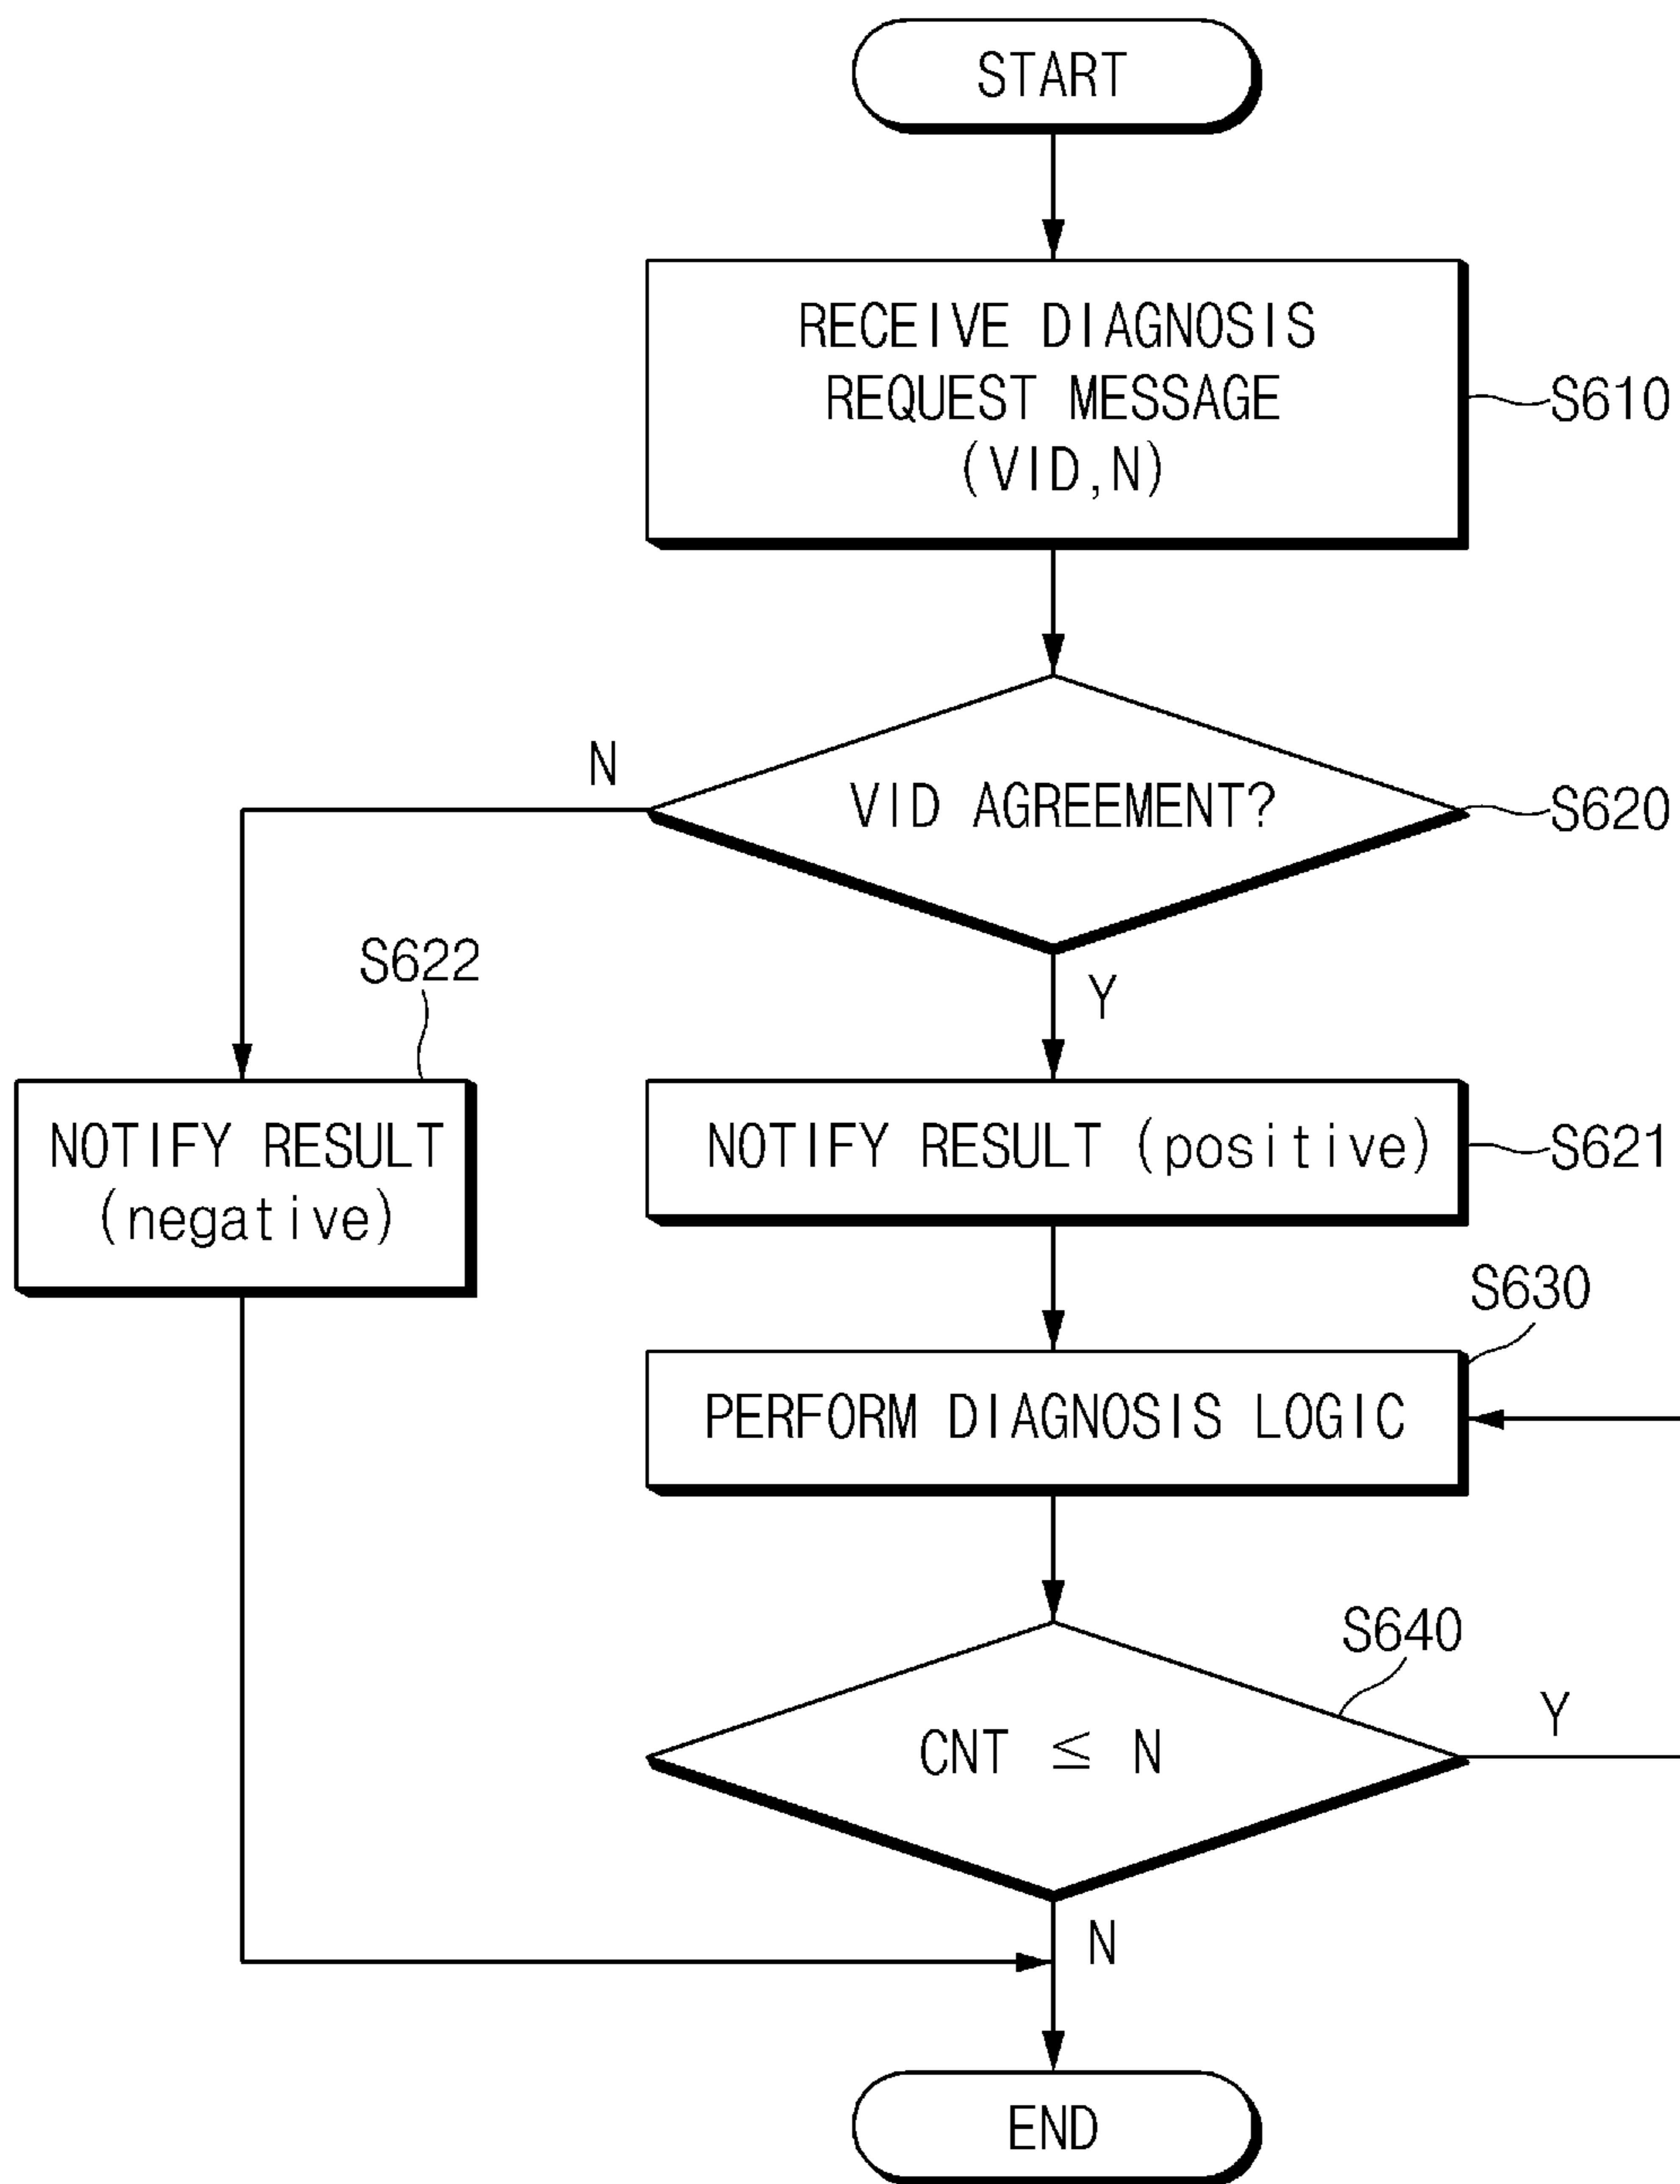 START
RECEIVE DIAGNOSIS
REQUEST MESSAGE
(VID,N)
S610
N
VID AGREEMENT?
S620
S622
Y
NOTIFY RESULT
(negative)
NOTIFY RESULT (positive)
S621
S630
PERFORM DIAGNOSIS LOGIC
S640
CNT ≤ N
Y
N
END